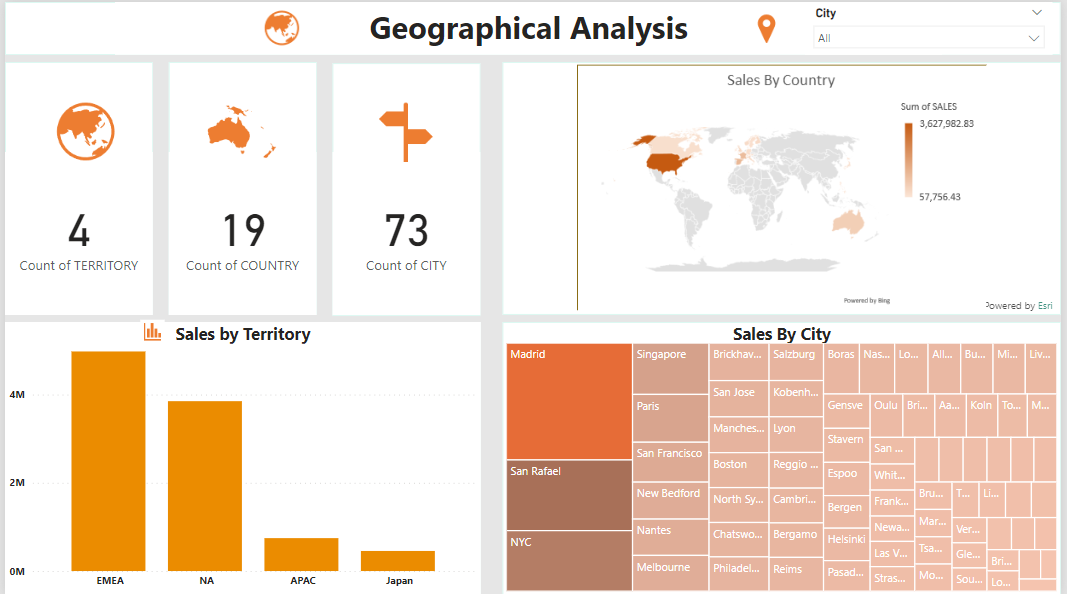 Geographical Analysis
City
All
4
Count of TERRITORY
19
Count of COUNTRY
73
Count of CITY
Sales By Country
Sum of SALES
3,627,982.83
57,756.43
Powered by Bing
Powered by Esri
Sales by Territory
4M
2M
0M
EMEA
NA
APAC
Japan
Sales By City
Madrid
San Rafael
NYC
Singapore
Paris
San Francisco
New Bedford
Nantes
Melbourne
Brickhav...
San Jose
Manches...
Boston
North Sy...
Chatswo...
Philadel...
Salzburg
Kobenh...
Lyon
Reggio ...
Cambri...
Bergamo
Reims
Boras
Nas...
Lo...
All...
Bu...
Mi...
Liv...
Gensve
Stavern
Espoo
Bergen
Helsinki
Pasad...
Oulu
Bri...
Aa...
Koln
To...
M...
San ...
Whit...
Frank...
Newa...
Las V...
Stras...
Bru...
Mar...
Tsa...
Mo...
T...
Li...
Ver...
Gle...
Sou...
Bri...
Lo...